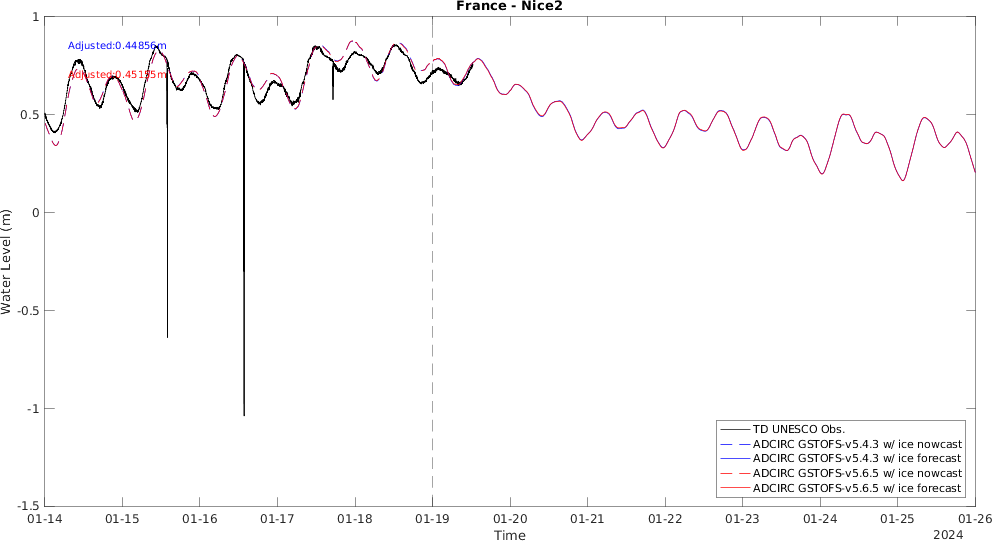 France - Nice2
Adjusted:0.44856m
Adjusted:0.45155m
Water Level (m)
1
0.5
0
-0.5
-1
-1.5
TD UNESCO Obs.
ADCIRC GSTOFS-v5.4.3 w/ ice nowcast
ADCIRC GSTOFS-v5.4.3 w/ ice forecast
ADCIRC GSTOFS-v5.6.5 w/ ice nowcast
ADCIRC GSTOFS-v5.6.5 w/ ice forecast
01-14 01-15 01-16 01-17 01-18 01-19 01-20 01-21 01-22 01-23 01-24 01-25 01-26
Time
2024